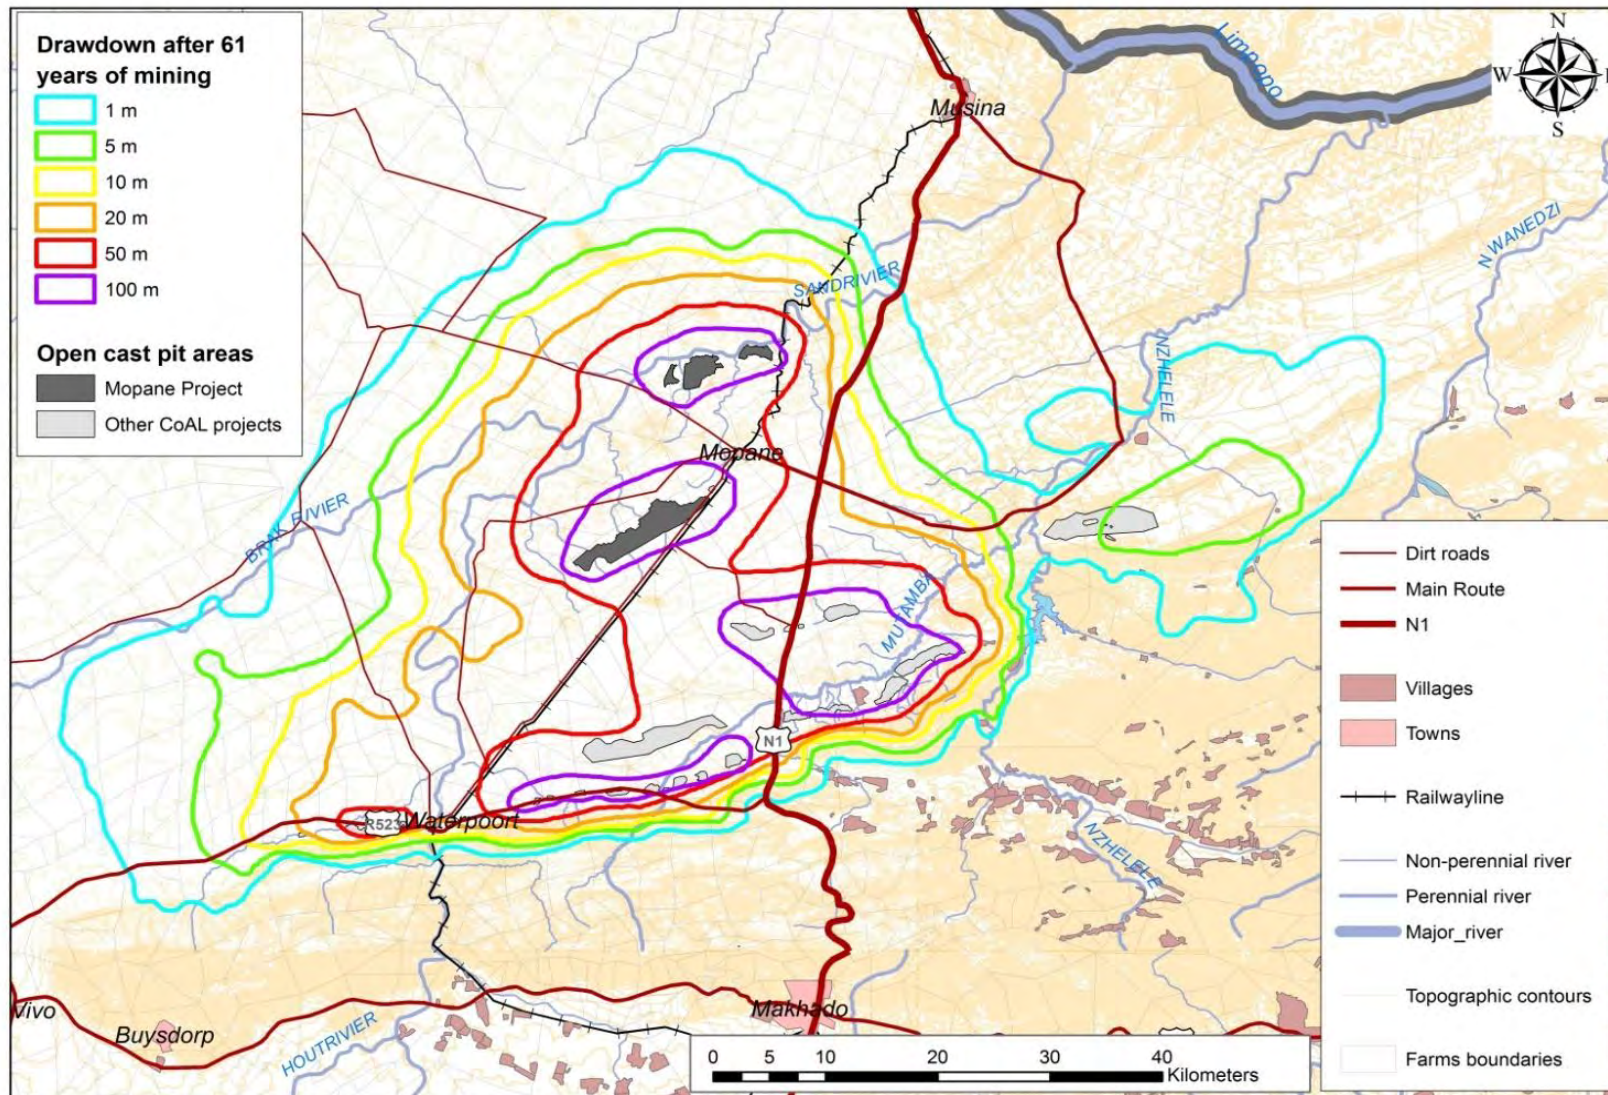 Drawdown after 61
years of mining
1 m
5 m
10 m
20 m
50 m
100 m
Open cast pit areas
Mopane Project
Other CoAL projects
Limpopo
N
W
S
Musina
N WANEDZI
SANDRIVIER
NZHELELE
Mopane
BRAK RIVIER
MUTAMBA
N1
R523
Waterpoort
NZHELELE
Vivo
Buysdorp
HOUTRIVIER
Makhado
Dirt roads
Main Route
N1
Villages
Towns
Railwayline
Non-perennial river
Perennial river
Major_river
Topographic contours
Farms boundaries
0 5 10 20 30 40
Kilometers